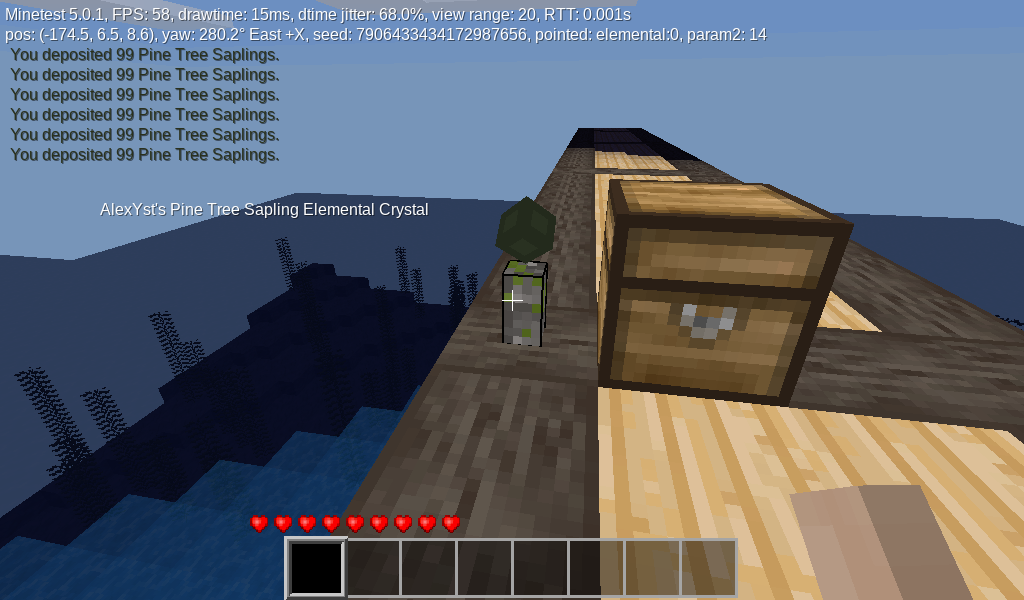 Minetest 5.0.1, FPS: 58, drawtime: 15ms, dtime jitter: 68.0%, view range: 20, RTT: 0.001s
pos: (-174.5, 6.5, 8.6), yaw: 280.2° East +X, seed: 7906433434172987656, pointed: elemental:0, param2: 14
You deposited 99 Pine Tree Saplings.
You deposited 99 Pine Tree Saplings.
You deposited 99 Pine Tree Saplings.
You deposited 99 Pine Tree Saplings.
You deposited 99 Pine Tree Saplings.
You deposited 99 Pine Tree Saplings.
AlexYst's Pine Tree Sapling Elemental Crystal